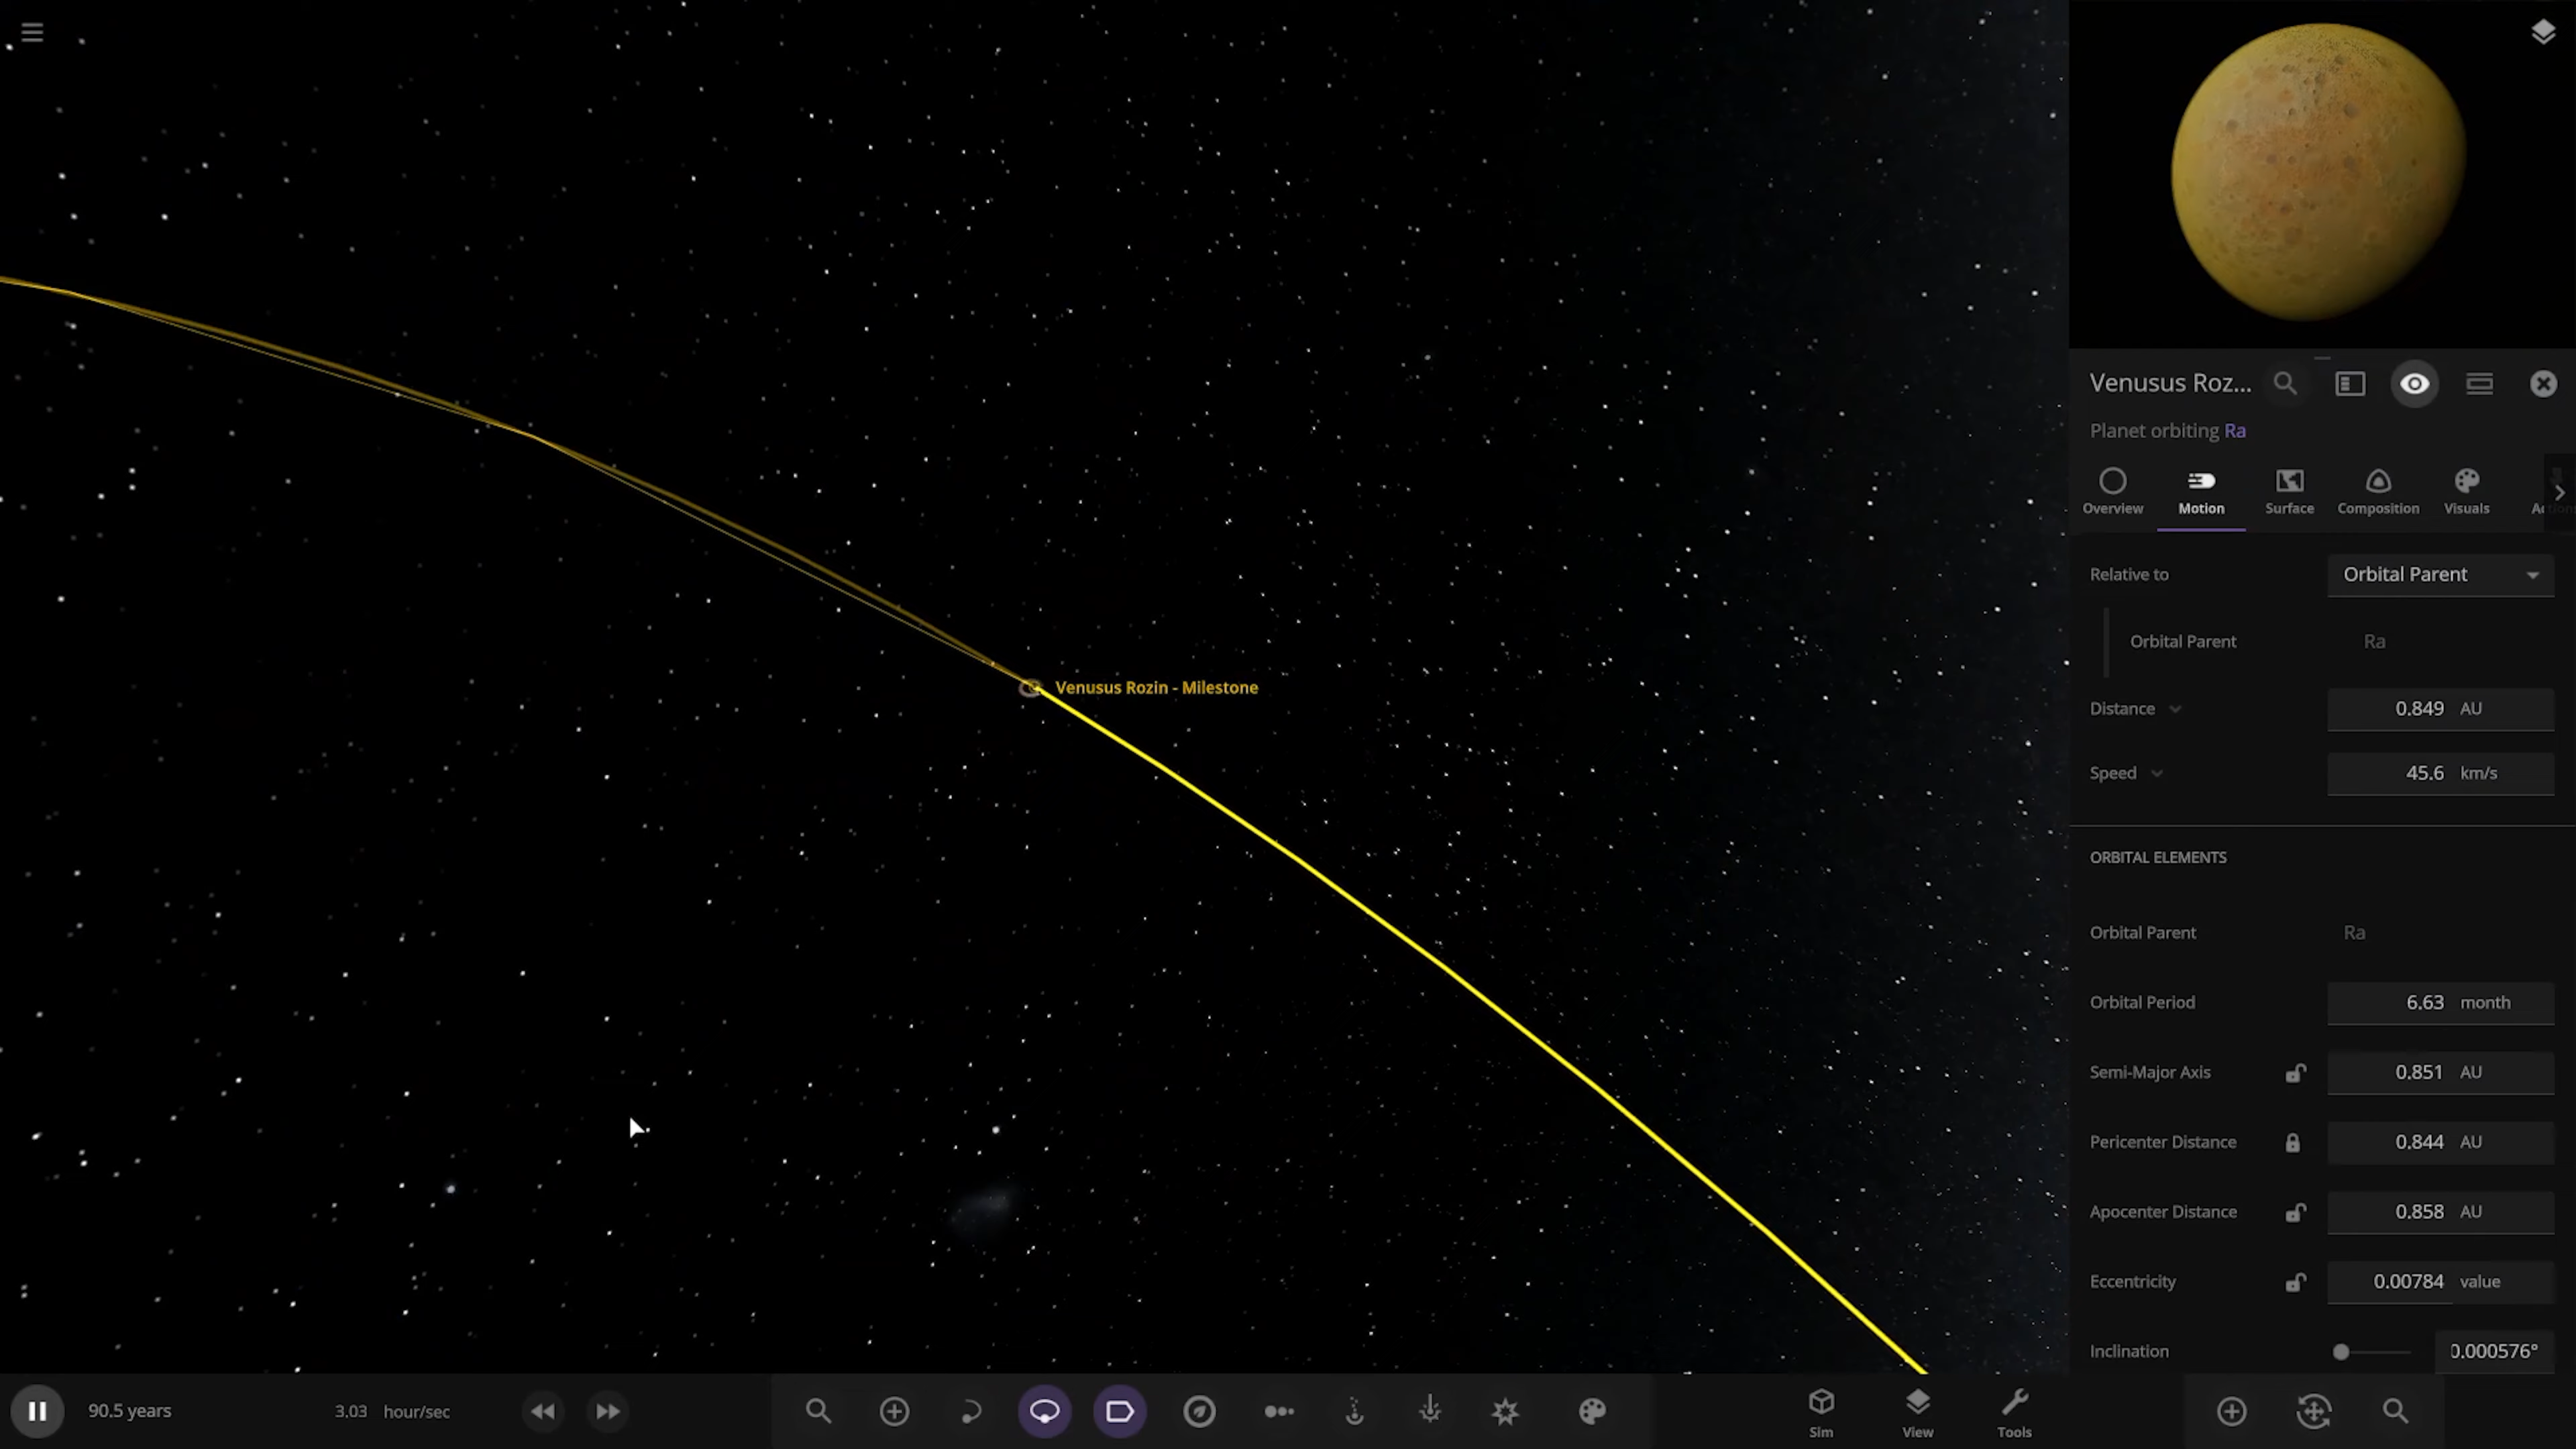 Venusus Roz...
Planet orbiting Ra
Overview
Motion
Surface
Composition
Visuals
Relative to
Orbital Parent
Orbital Parent
Ra
Venusus Rozin - Milestone
Distance
0.849 AU
Speed
45.6 km/s
ORBITAL ELEMENTS
Orbital Parent
Ra
Orbital Period
6.63 month
Semi-Major Axis
0.851 AU
Pericenter Distance
0.844 AU
Apocenter Distance
0.858 AU
Eccentricity
0.00784 value
Inclination
0.000576°
90.5 years
3.03 hour/sec
Sim
View
Tools